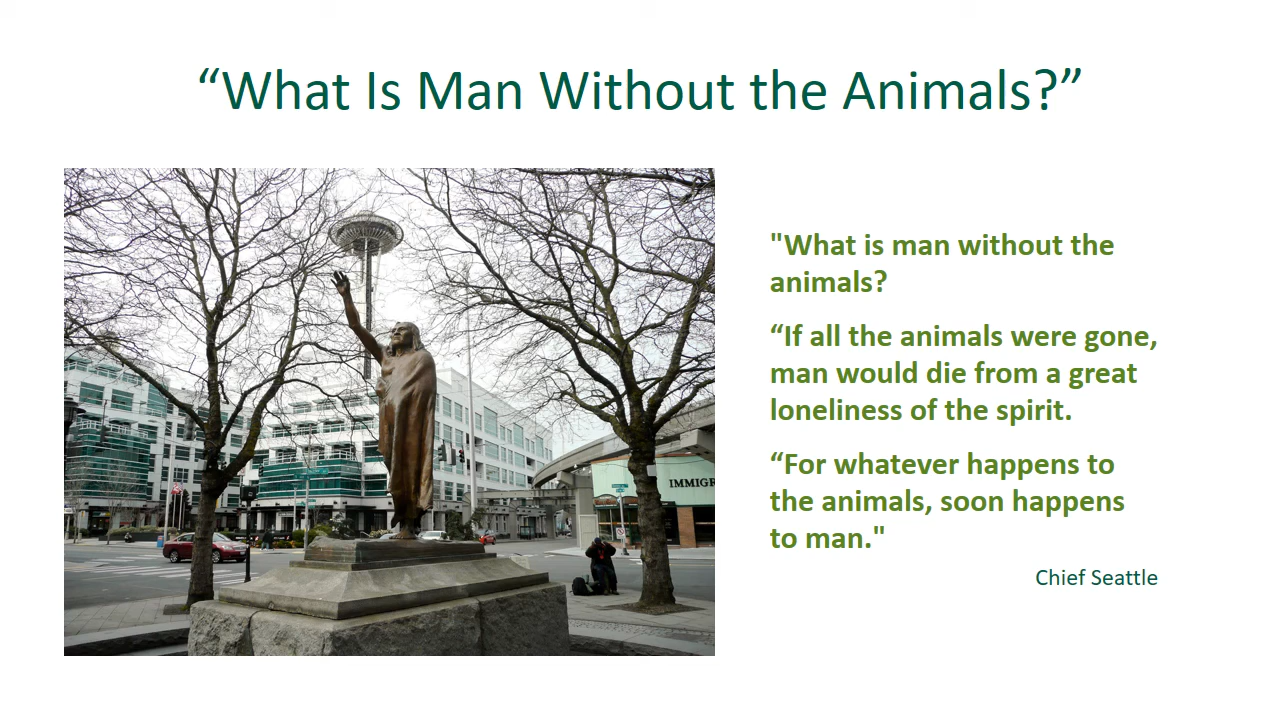 “What Is Man Without the Animals?”
IMMIGR
"What is man without the
animals?
“If all the animals were gone,
man would die from a great
loneliness of the spirit.
“For whatever happens to
the animals, soon happens
to man."
Chief Seattle